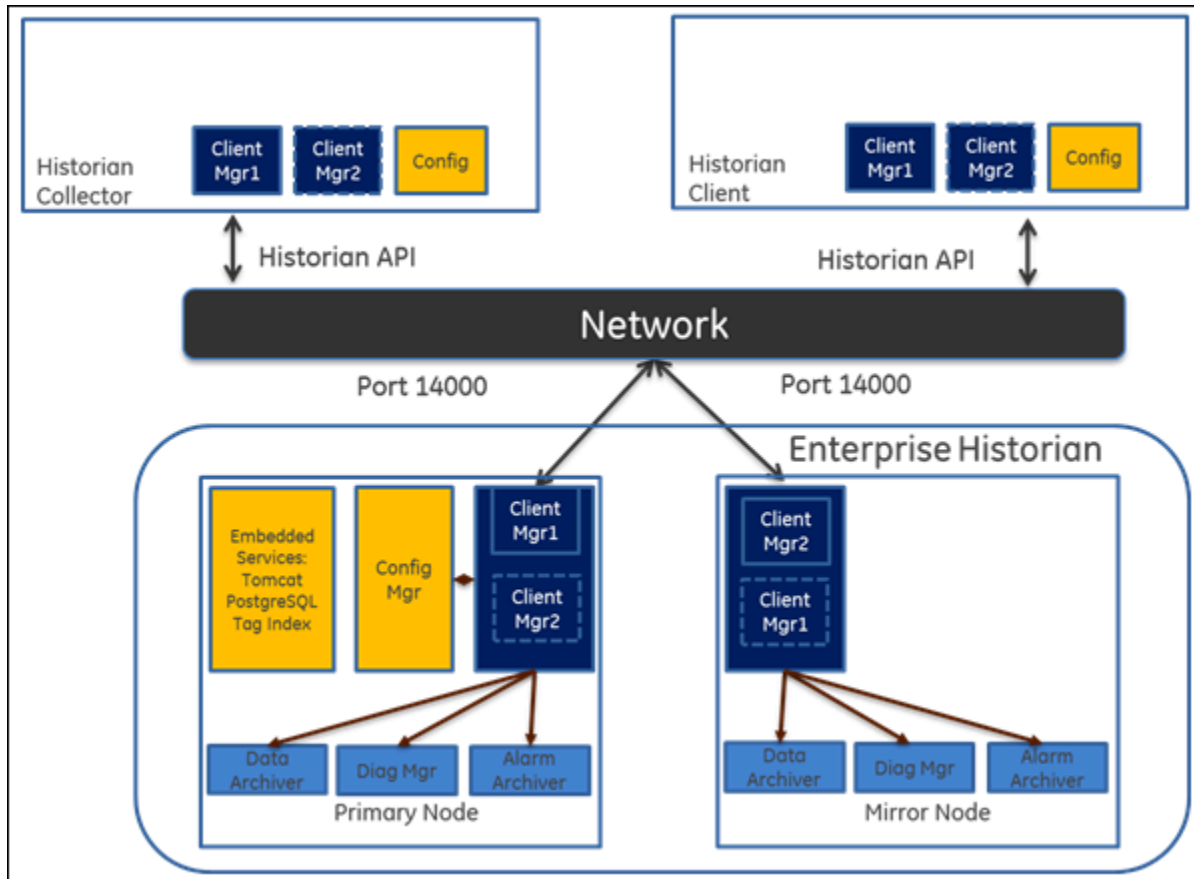 Historian
Collector
Client
Mgr1
Client
Mgr2
Config
Historian
Client
Client
Mgr1
Client
Mgr2
Config
Historian API
Historian API
Network
Port 14000
Port 14000
Enterprise Historian
Embedded
Services:
Tomcat
PostgreSQL
Tag Index
Config
Mgr
Client
Mgr1
Client
Mgr2
Data
Archiver
Diag Mgr
Alarm
Archiver
Primary Node
Client
Mgr2
Client
Mgr1
Data
Archiver
Diag Mgr
Alarm
Archiver
Mirror Node